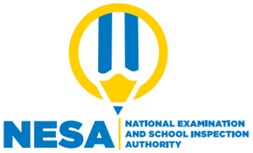 NESA
NATIONAL EXAMINATION
AND SCHOOL INSPECTION
AUTHORITY